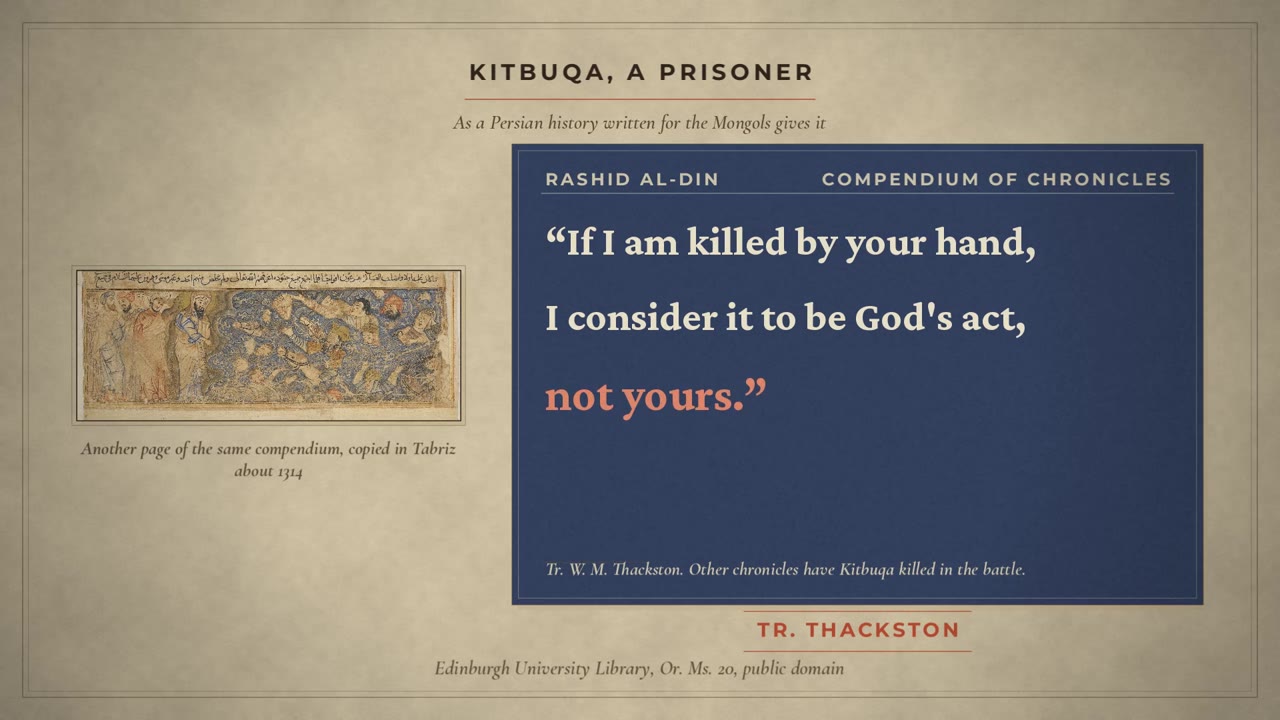 KITBUQA, A PRISONER
As a Persian history written for the Mongols gives it
RASHID AL-DIN
COMPENDIUM OF CHRONICLES
“If I am killed by your hand,
I consider it to be God's act,
not yours.”
Tr. W. M. Thackston. Other chronicles have Kitbuqa killed in the battle.
Another page of the same compendium, copied in Tabriz
about 1314
TR. THACKSTON
Edinburgh University Library, Or. Ms. 20, public domain